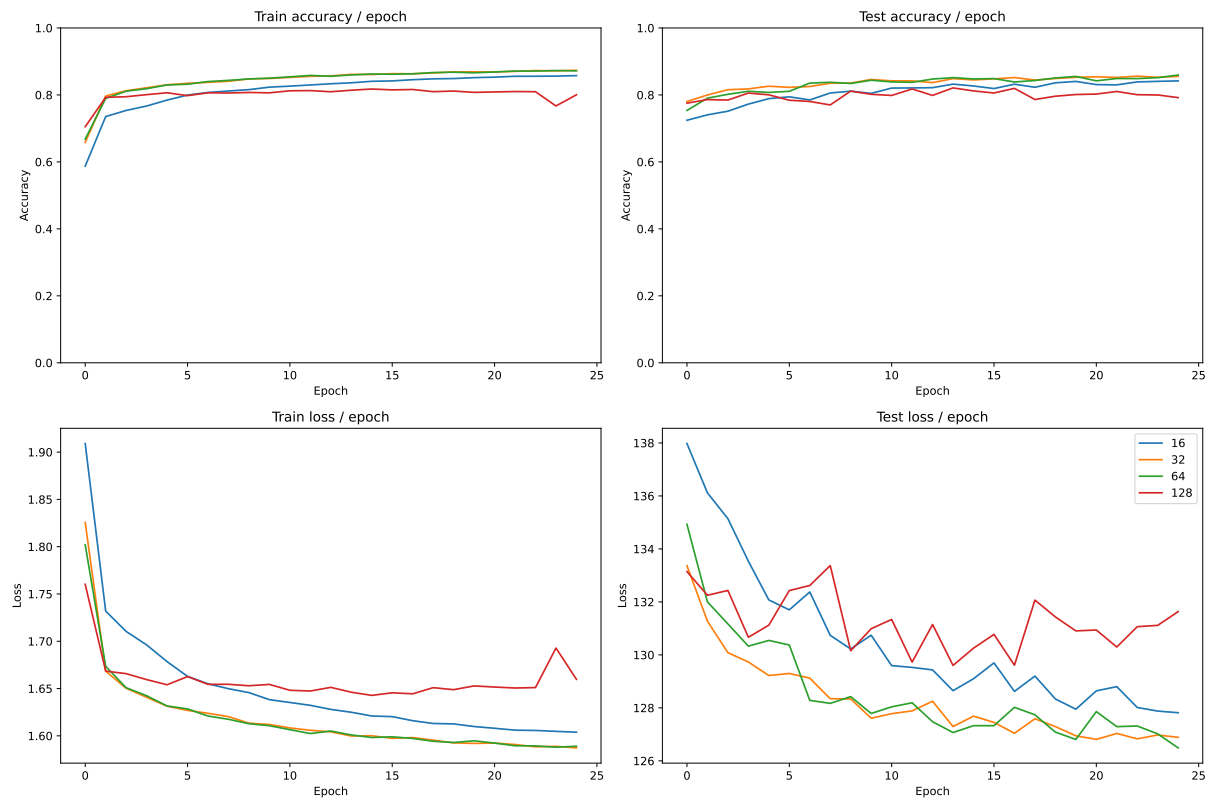 Train accuracy / epoch
1.0
0.8
0.6
0.4
0.2
0.0
Accuracy
0 5 10 15 20 25
Epoch
Test accuracy / epoch
1.0
0.8
0.6
0.4
0.2
0.0
Accuracy
0 5 10 15 20 25
Epoch
Train loss / epoch
1.90
1.85
1.80
1.75
1.70
1.65
1.60
Loss
0 5 10 15 20 25
Epoch
Test loss / epoch
138
136
134
132
130
128
126
Loss
16
32
64
128
0 5 10 15 20 25
Epoch